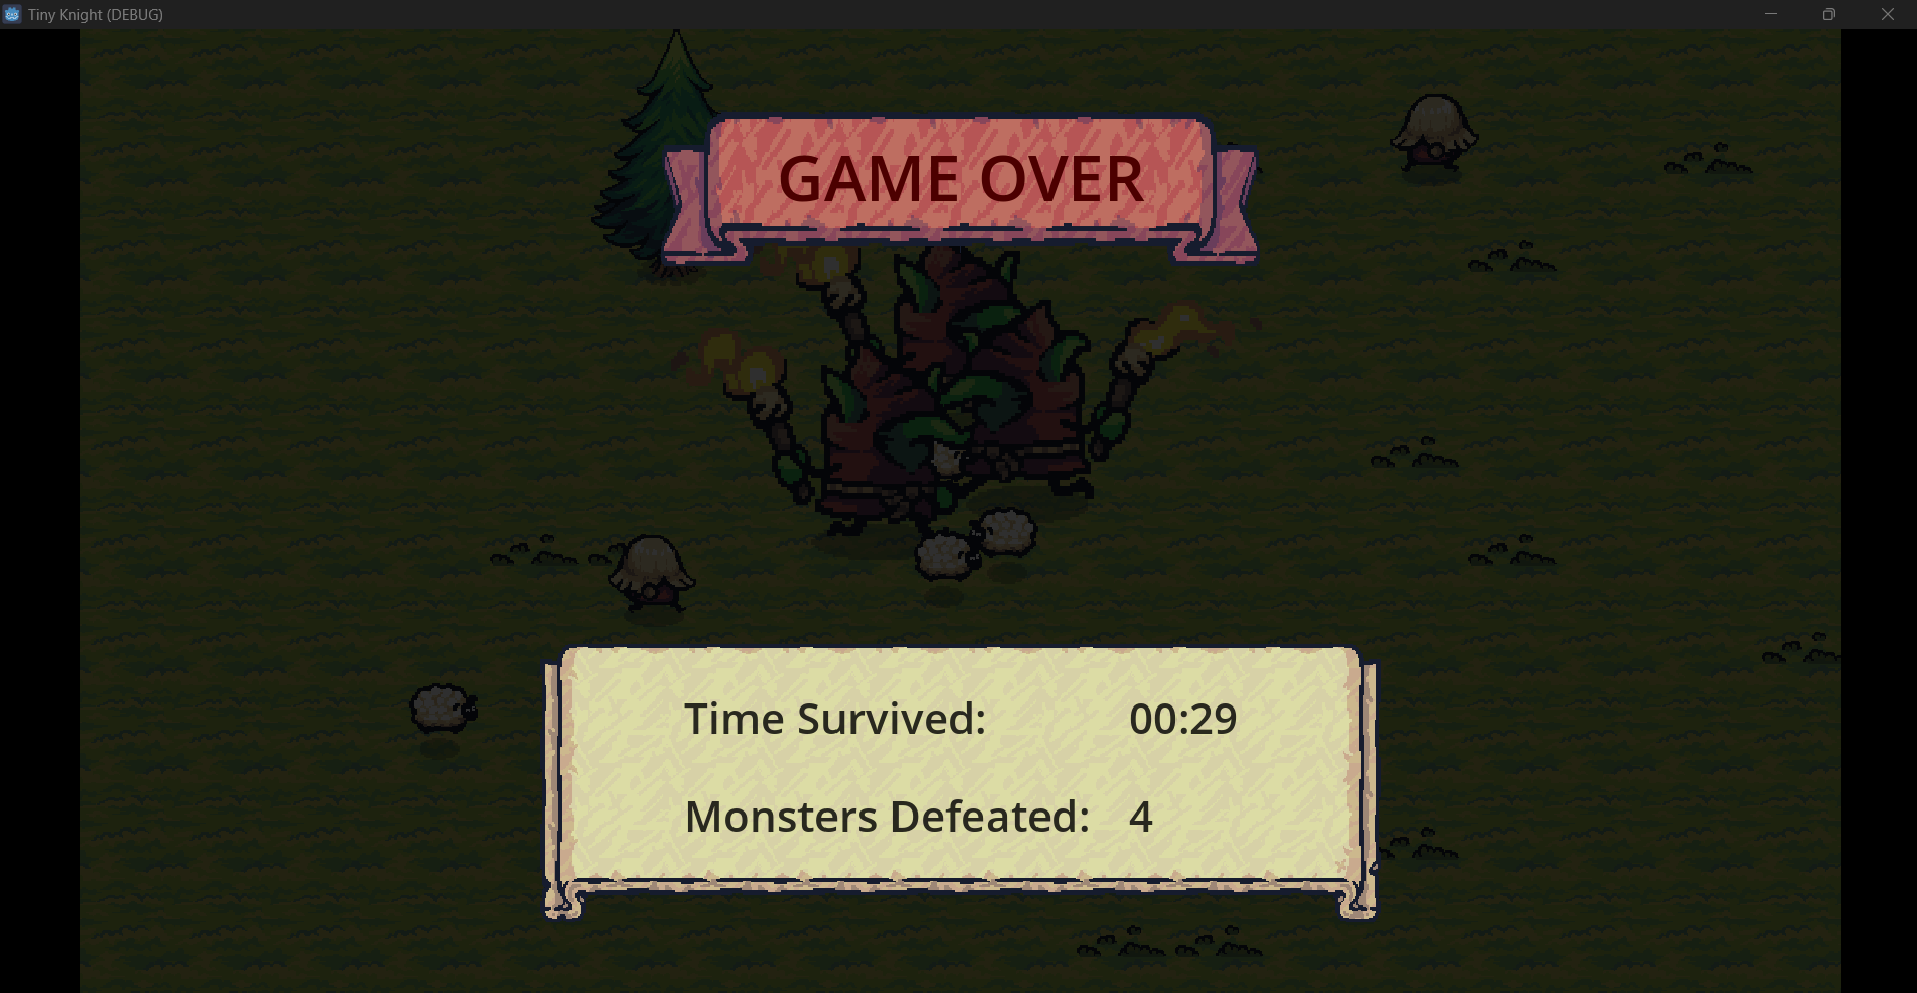 Tiny Knight (DEBUG)
GAME OVER
Time Survived: 00:29
Monsters Defeated: 4